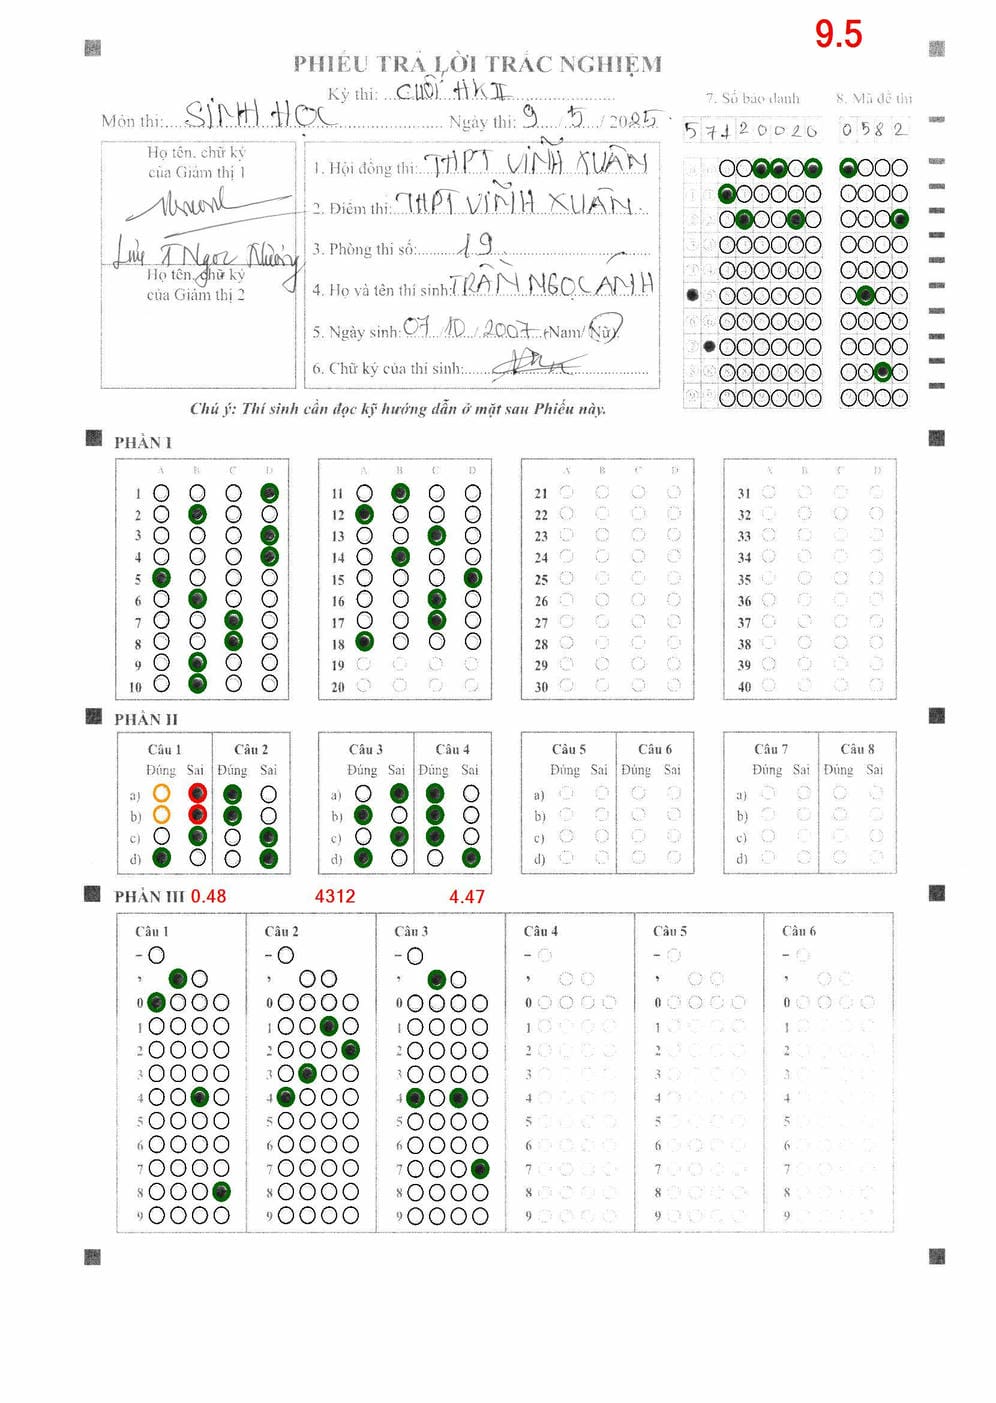 9.5
PHIẾU TRẢ LỜI TRẮC NGHIỆM
Kỳ thi: CUỐI HKII
Môn thi: SINH HỌC Ngày thi: 9 / 5 / 2025
7. Số báo danh 8. Mã đề thi
5 7 1 2 0 0 2 0 0 5 8 2
Họ tên, chữ ký
của Giám thị 1
Họ tên, chữ ký
của Giám thị 2
1. Hội đồng thi: THPT VĨNH XUÂN
2. Điểm thi: THPT VĨNH XUÂN
3. Phòng thi số: 19
4. Họ và tên thí sinh: TRẦN NGỌC ÁNH
5. Ngày sinh: 07 / 10 / 2007 (Nam/ Nữ)
6. Chữ ký của thí sinh:
Chú ý: Thí sinh cần đọc kỹ hướng dẫn ở mặt sau Phiếu này.
PHẦN I
A B C D A B C D A B C D A B C D
1 11 21 31
2 12 22 32
3 13 23 33
4 14 24 34
5 15 25 35
6 16 26 36
7 17 27 37
8 18 28 38
9 19 29 39
10 20 30 40
PHẦN II
Câu 1 Câu 2 Câu 3 Câu 4 Câu 5 Câu 6 Câu 7 Câu 8
Đúng Sai Đúng Sai Đúng Sai Đúng Sai Đúng Sai Đúng Sai Đúng Sai Đúng Sai
a) a) a) a)
b) b) b) b)
c) c) c) c)
d) d) d) d)
PHẦN III 0.48 4312 4.47
Câu 1 Câu 2 Câu 3 Câu 4 Câu 5 Câu 6
- - - - - -
, , , , , ,
0 0 0 0 0 0
1 1 1 1 1 1
2 2 2 2 2 2
3 3 3 3 3 3
4 4 4 4 4 4
5 5 5 5 5 5
6 6 6 6 6 6
7 7 7 7 7 7
8 8 8 8 8 8
9 9 9 9 9 9